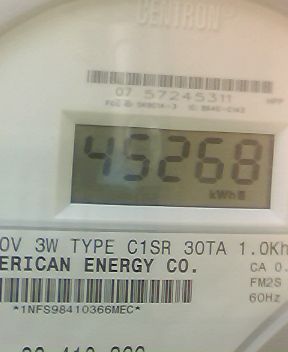 CENTRON
07 57245311
45268
kWh
0V 3W TYPE C1SR 30TA 1.0Kh
ERICAN ENERGY CO.
CA 0.
FM2S
60Hz
*1NFS98410366MEC*